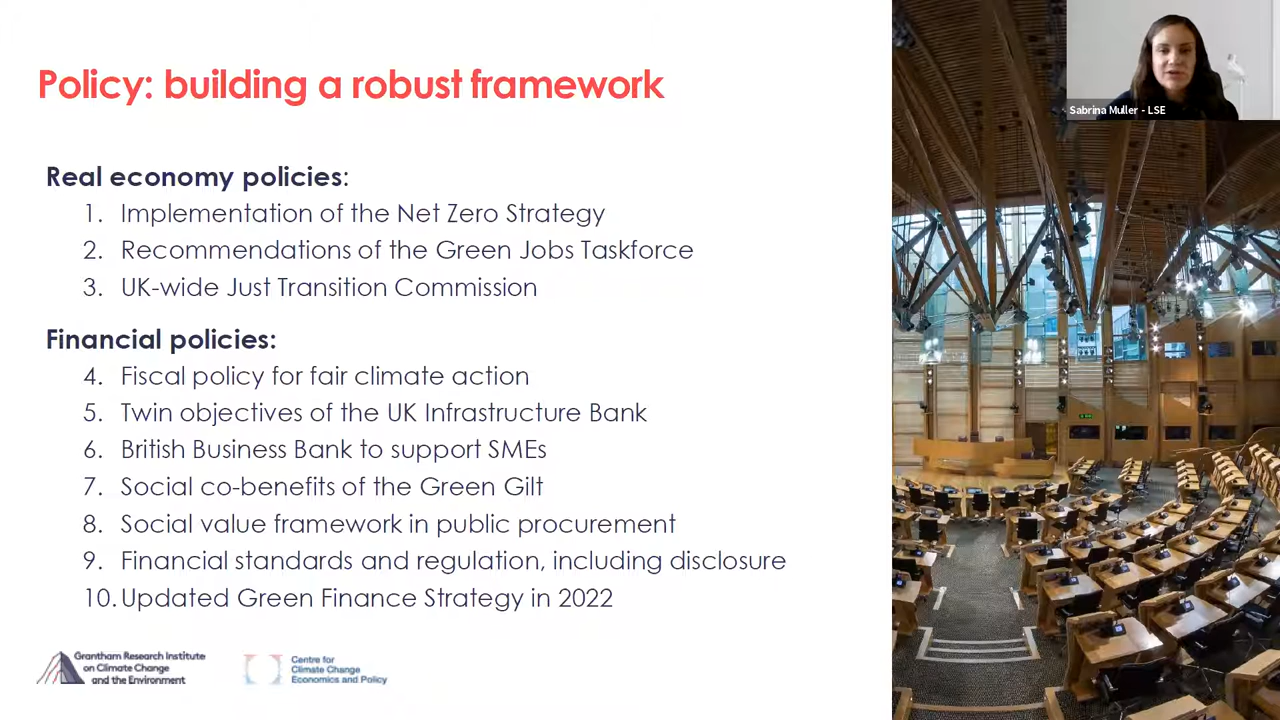 Policy: building a robust framework
Sabrina Muller - LSE
Real economy policies:
1. Implementation of the Net Zero Strategy
2. Recommendations of the Green Jobs Taskforce
3. UK-wide Just Transition Commission
Financial policies:
4. Fiscal policy for fair climate action
5. Twin objectives of the UK Infrastructure Bank
6. British Business Bank to support SMEs
7. Social co-benefits of the Green Gilt
8. Social value framework in public procurement
9. Financial standards and regulation, including disclosure
10. Updated Green Finance Strategy in 2022
Grantham Research Institute
on Climate Change
and the Environment
Centre for
Climate Change
Economics and Policy